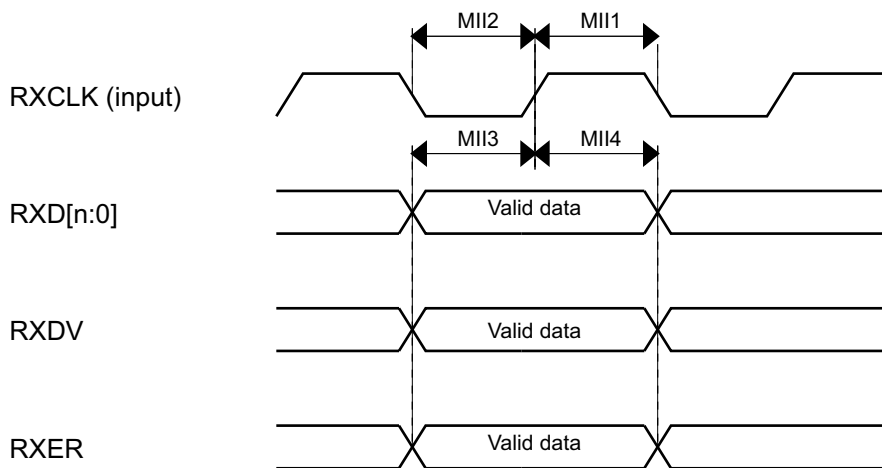 MII2 MII1
RXCLK (input)
MII3 MII4
RXD[n:0] Valid data
RXDV Valid data
RXER Valid data